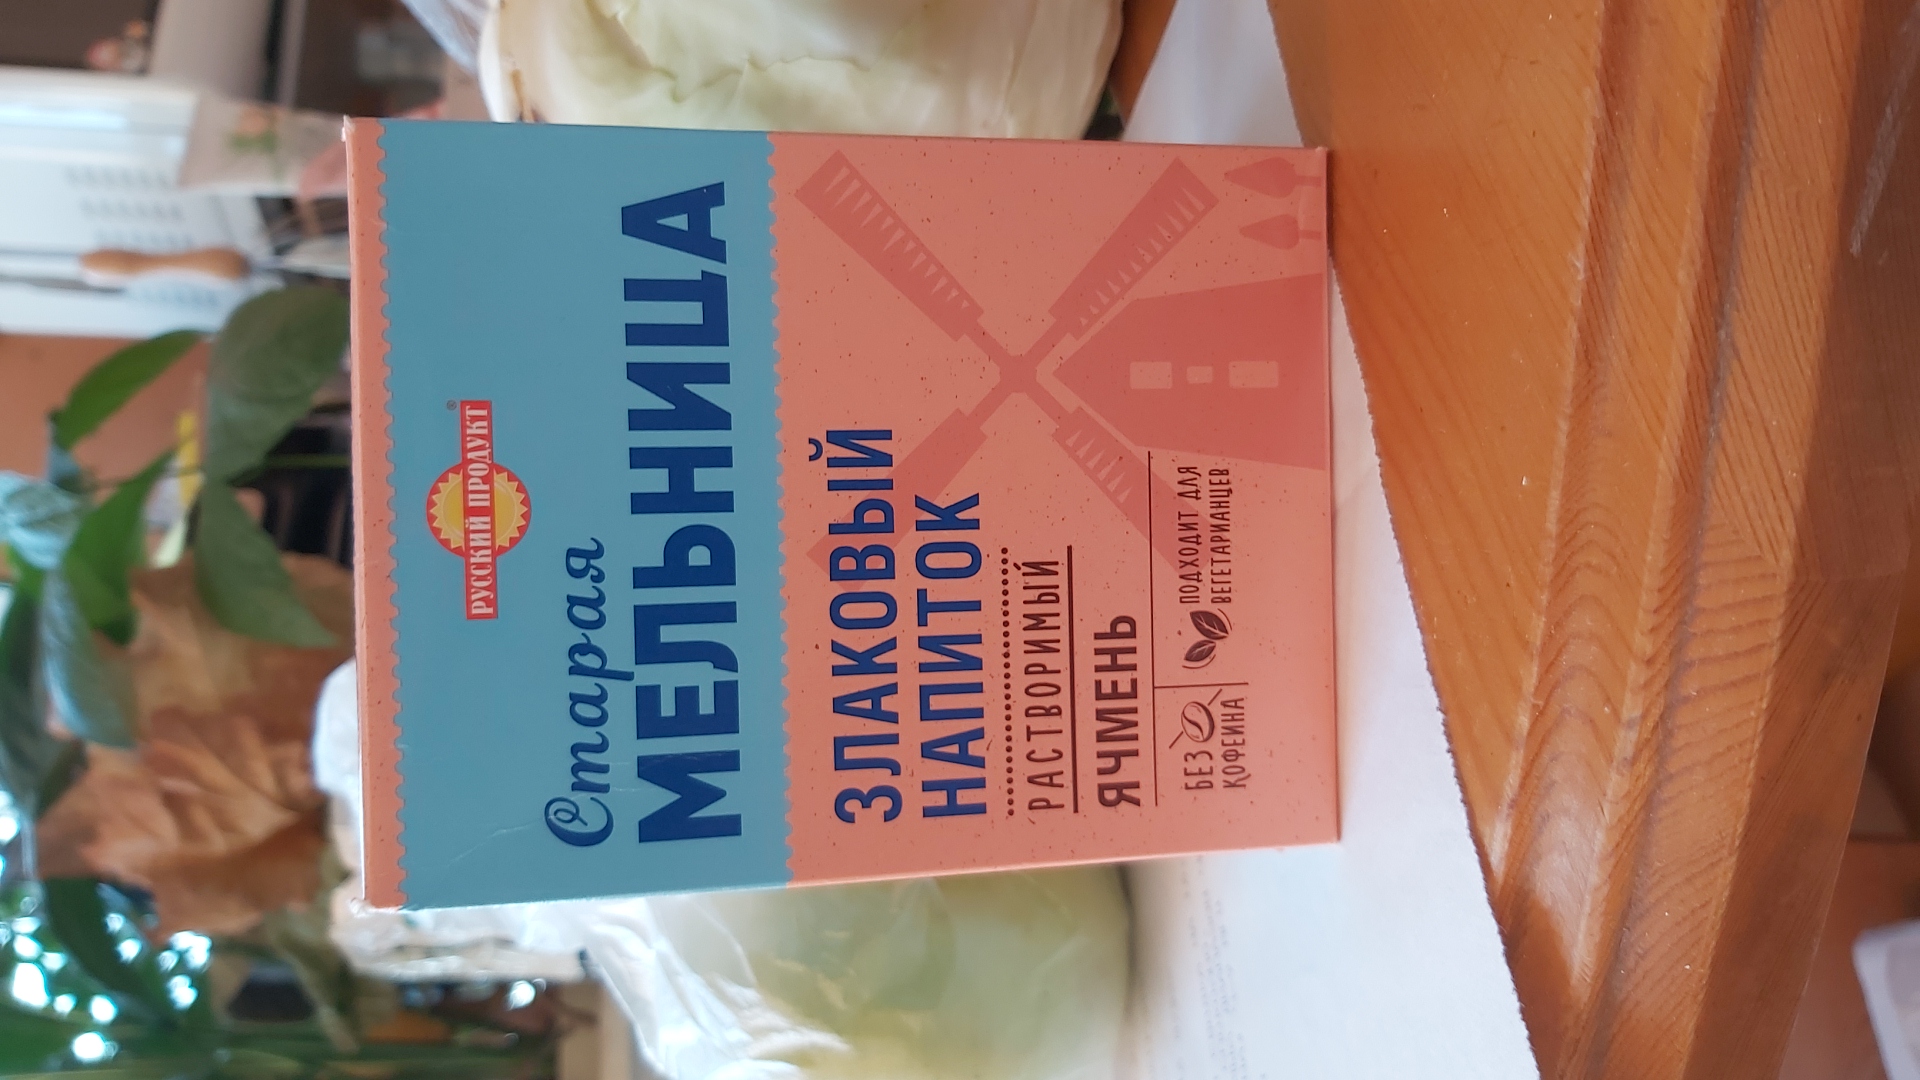 РУССКИЙ ПРОДУКТ®
Старая
МЕЛЬНИЦА
ЗЛАКОВЫЙ
НАПИТОК
РАСТВОРИМЫЙ
ЯЧМЕНЬ
БЕЗ
КОФЕИНА
ПОДХОДИТ ДЛЯ
ВЕГЕТАРИАНЦЕВ